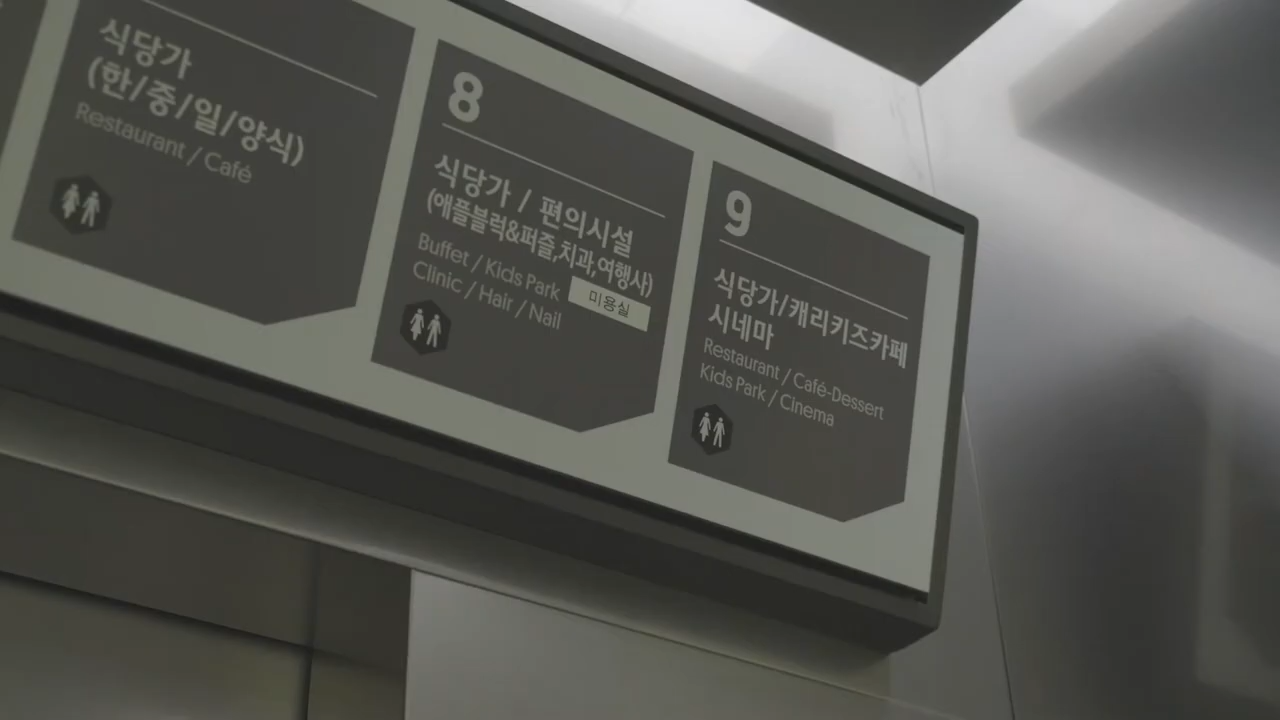 식당가
(한/중/일/양식)
Restaurant / Café
8
식당가 / 편의시설
(애플블럭&퍼즐,치과,여행사)
Buffet / Kids Park
미용실
Clinic / Hair / Nail
9
식당가/캐리키즈카페
시네마
Restaurant / Café-Dessert
Kids Park / Cinema